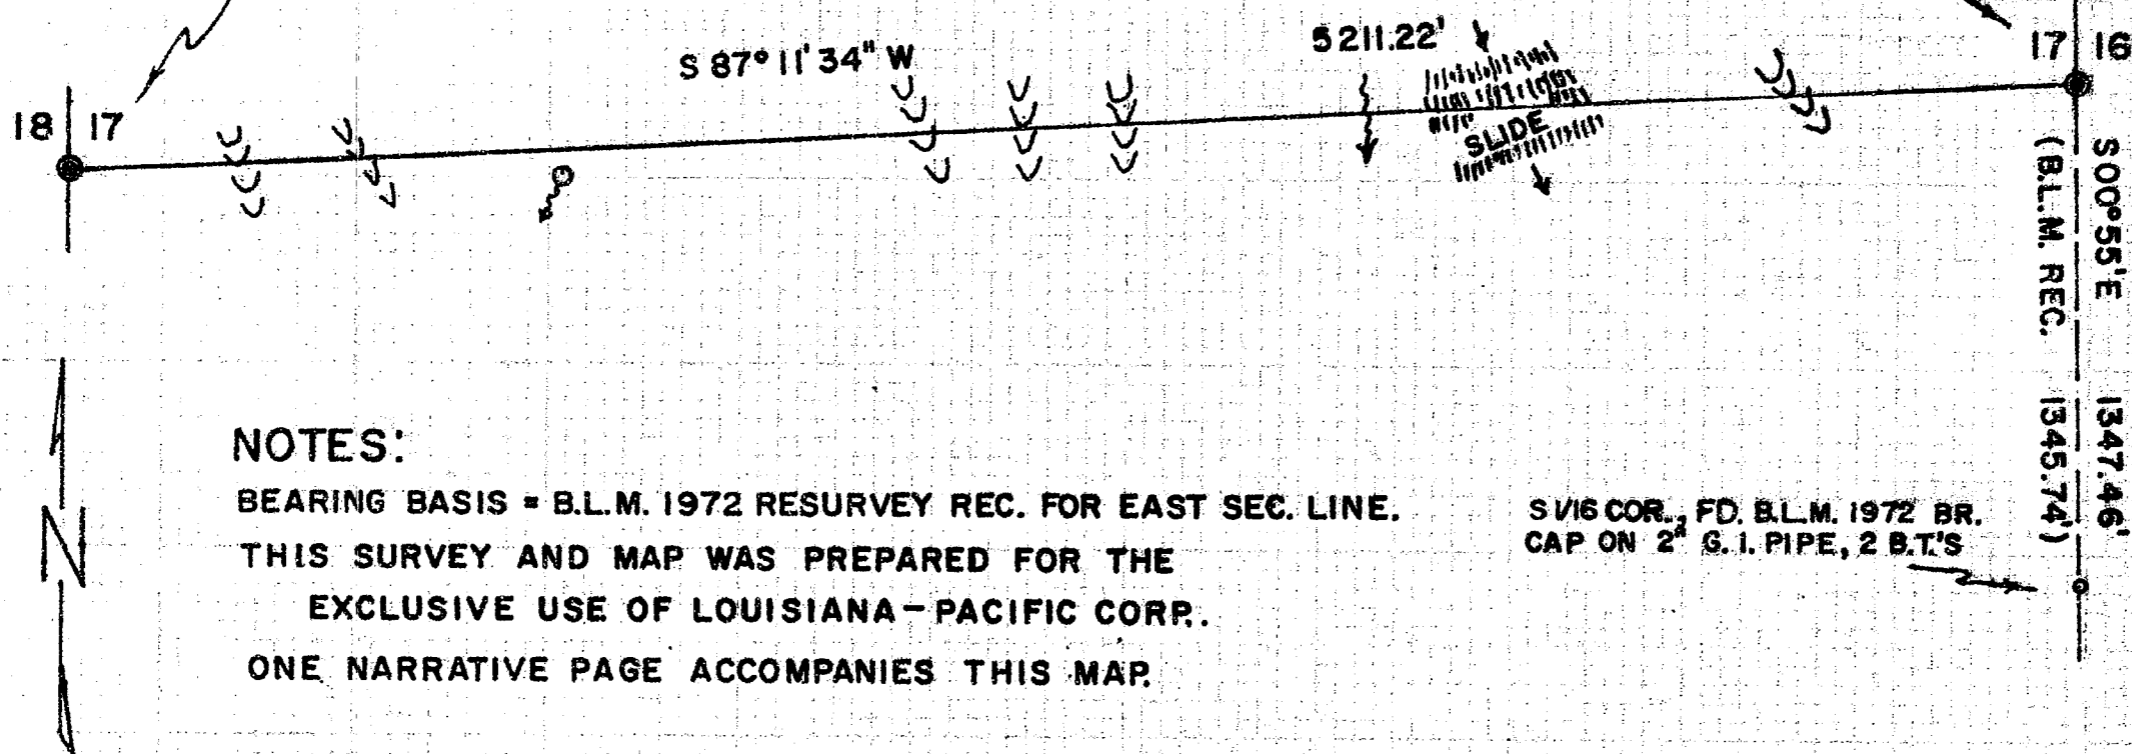 S 87° 11' 34" W
5211.22'
17 16
18 17
SLIDE
S00°55'E 1347.46'
(B.L.M. REC. 1345.74')
NOTES:
BEARING BASIS = B.L.M. 1972 RESURVEY REC. FOR EAST SEC. LINE.
THIS SURVEY AND MAP WAS PREPARED FOR THE
EXCLUSIVE USE OF LOUISIANA-PACIFIC CORP..
ONE NARRATIVE PAGE ACCOMPANIES THIS MAP.
S 1/16 COR., FD. B.L.M. 1972 BR.
CAP ON 2" G.I. PIPE, 2 B.T.'S
N